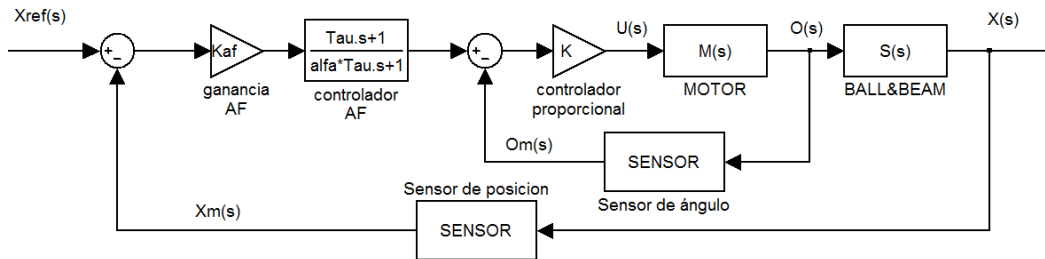 Xref(s)
Kaf
ganancia
AF
Tau.s+1
alfa*Tau.s+1
controlador
AF
K
controlador
proporcional
U(s)
M(s)
MOTOR
O(s)
S(s)
BALL&BEAM
X(s)
Om(s)
SENSOR
Sensor de ángulo
Sensor de posicion
Xm(s)
SENSOR